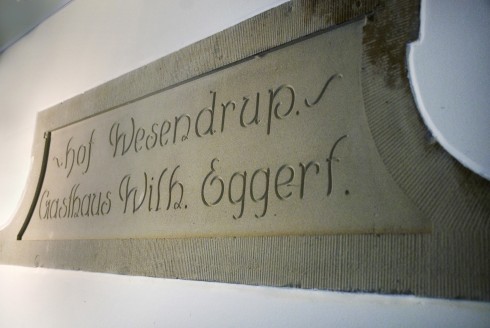 ~ Hof Wesendrup. ~
Gasthaus Wilh. Eggert.